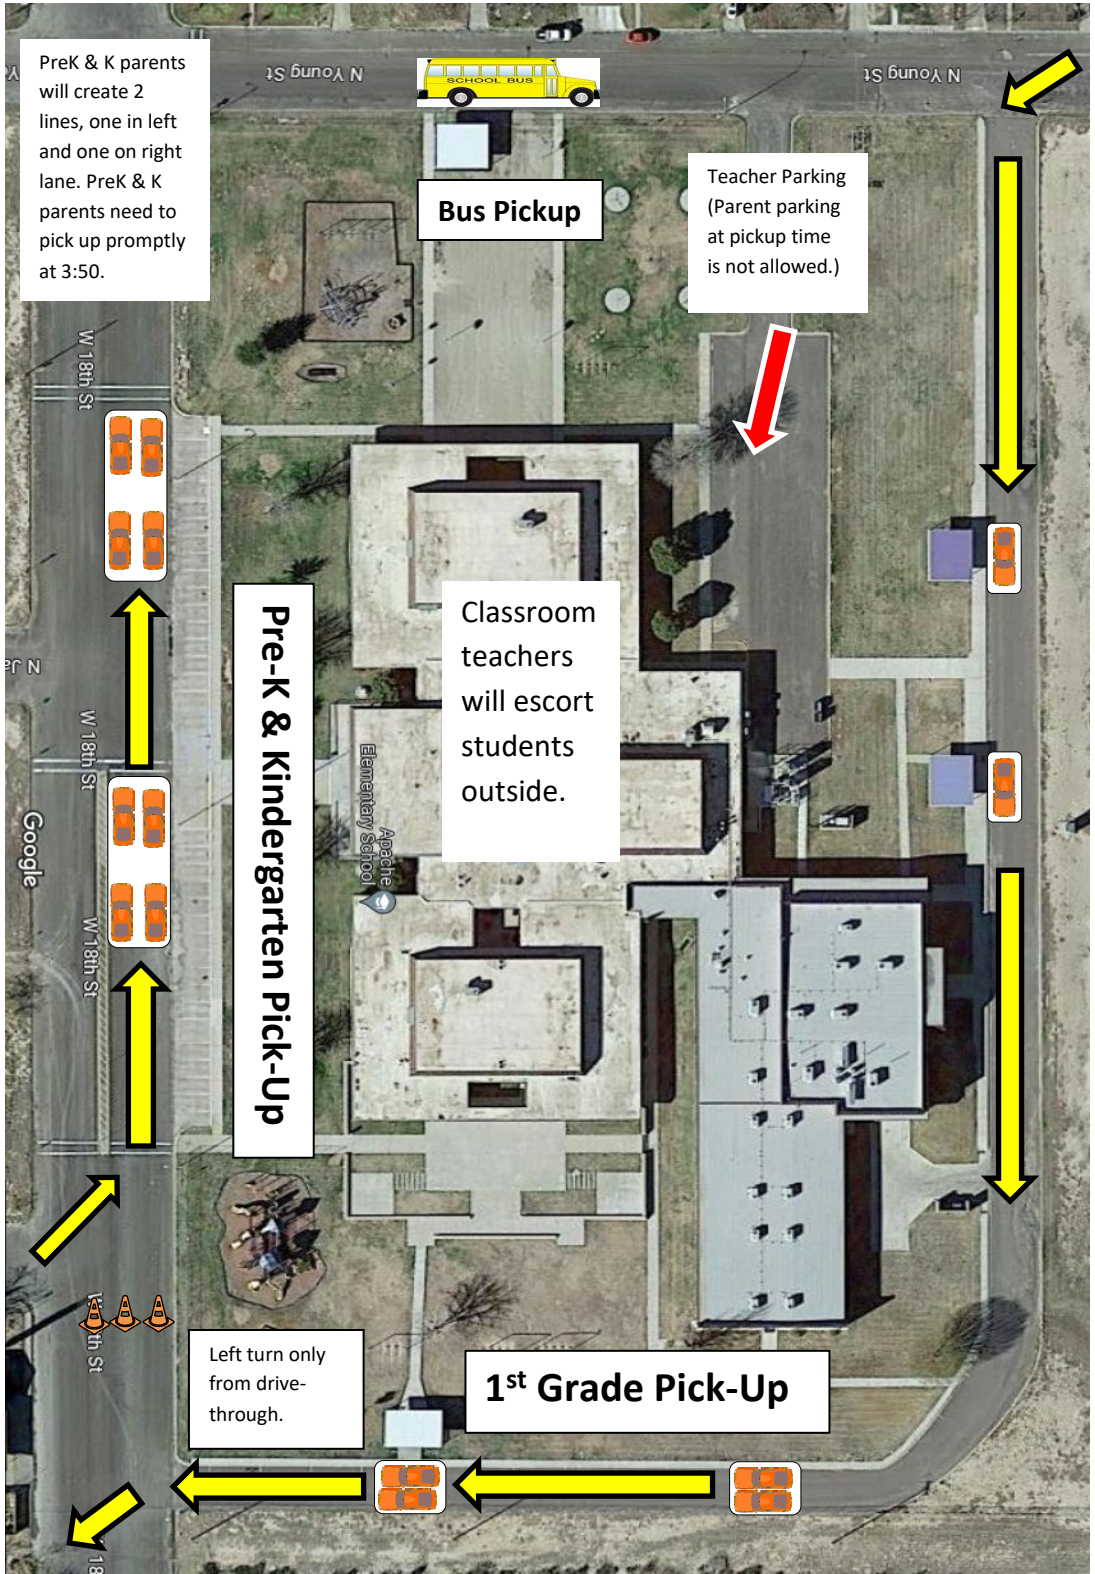 PreK & K parents
will create 2
lines, one in left
and one on right
lane. PreK & K
parents need to
pick up promptly
at 3:50.
N Young St
SCHOOL BUS
N Young St
Bus Pickup
Teacher Parking
(Parent parking
at pickup time
is not allowed.)
W 18th St
Pre-K & Kindergarten Pick-Up
Classroom
teachers
will escort
students
outside.
W 18th St
Apache
Elementary School
Google
W 18th St
Left turn only
from drive-
through.
1st Grade Pick-Up